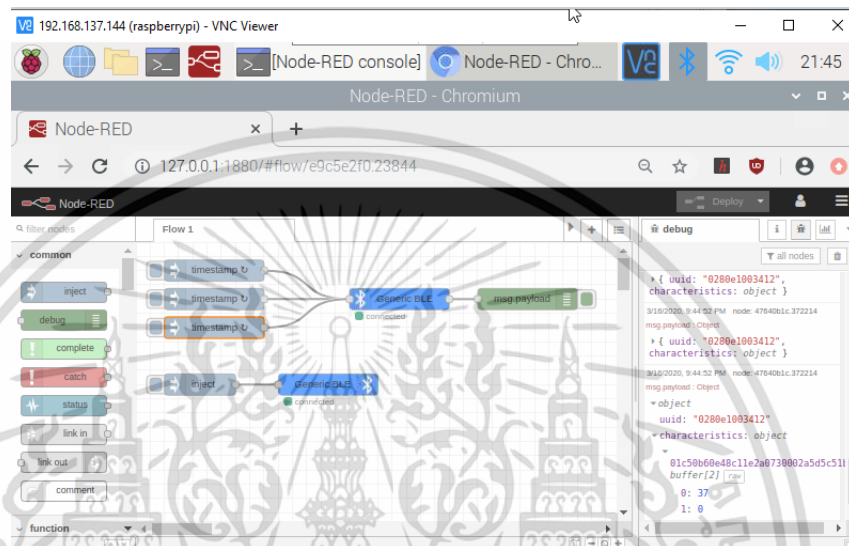 192.168.137.144 (raspberrypi) - VNC Viewer
[Node-RED console]
Node-RED - Chro...
21:45
Node-RED - Chromium
Node-RED
127.0.0.1:1880/#flow/e9c5e2f0.23844
Node-RED
Deploy
filter nodes
Flow 1
debug
all nodes
common
inject
debug
complete
catch
status
link in
link out
comment
function
timestamp ↻
timestamp ↻
timestamp ↻
Generic BLE
connected
msg.payload
inject
Generic BLE
connected
{ uuid: "0280e1003412",
characteristics: object }
3/16/2020, 9:44:52 PM node: 47640b1c.372214
msg.payload : Object
{ uuid: "0280e1003412",
characteristics: object }
3/16/2020, 9:44:52 PM node: 47640b1c.372214
msg.payload : Object
object
uuid: "0280e1003412"
characteristics: object
01c50b60e48c11e2a0730002a5d5c51b
buffer[2] raw
0: 37
1: 0